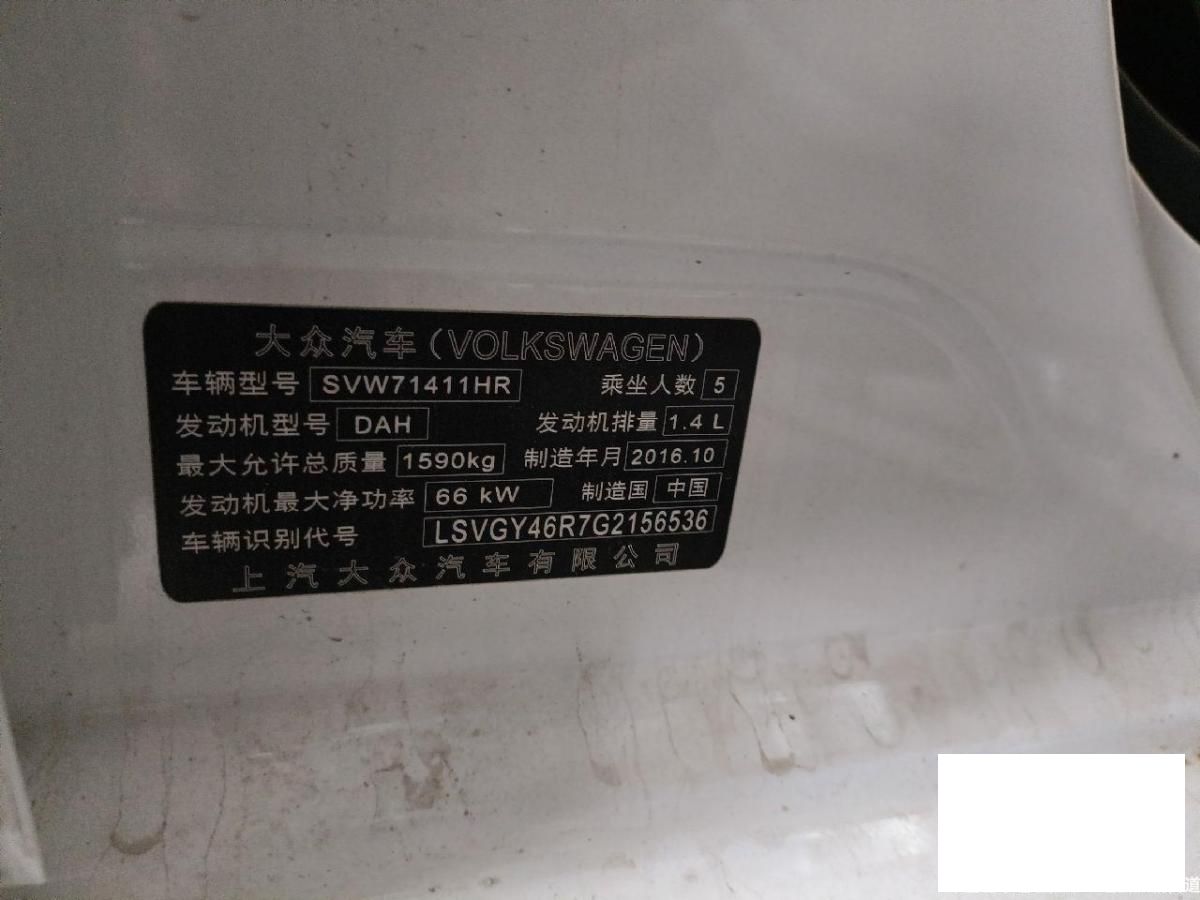 大众汽车(VOLKSWAGEN)
车辆型号 SVW71411HR 乘坐人数 5
发动机型号 DAH 发动机排量 1.4 L
最大允许总质量 1590kg 制造年月 2016.10
发动机最大净功率 66 kW 制造国 中国
车辆识别代号 LSVGY46R7G2156536
上汽大众汽车有限公司
道